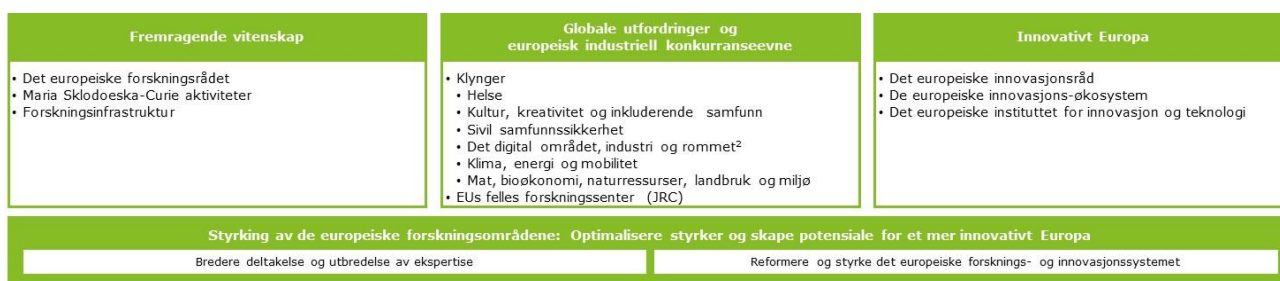 Fremragende vitenskap
• Det europeiske forskningsrådet
• Maria Sklodoeska-Curie aktiviteter
• Forskningsinfrastruktur
Globale utfordringer og
europeisk industriell konkurranseevne
• Klynger
• Helse
• Kultur, kreativitet og inkluderende samfunn
• Sivil samfunnssikkerhet
• Det digital området, industri og rommet²
• Klima, energi og mobilitet
• Mat, bioøkonomi, naturressurser, landbruk og miljø
• EUs felles forskningssenter (JRC)
Innovativt Europa
• Det europeiske innovasjonsråd
• De europeiske innovasjons-økosystem
• Det europeiske instituttet for innovasjon og teknologi
Styrking av de europeiske forskningsområdene: Optimalisere styrker og skape potensiale for et mer innovativt Europa
Bredere deltakelse og utbredelse av ekspertise
Reformere og styrke det europeiske forsknings- og innovasjonssystemet